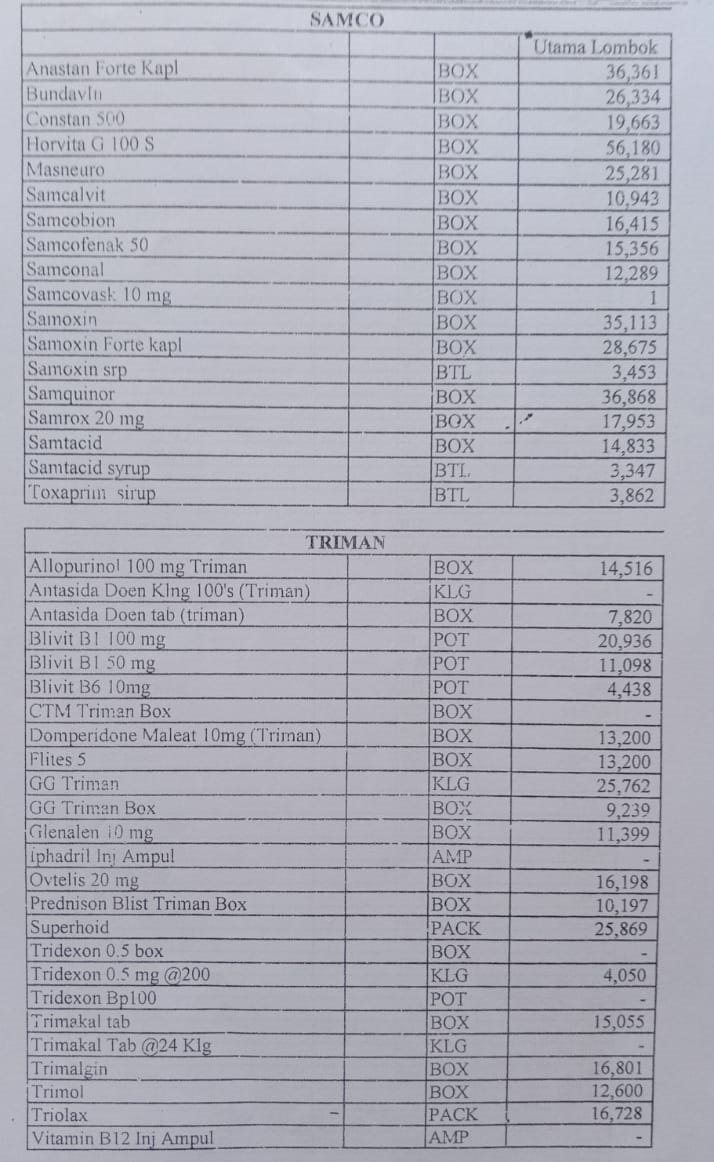 SAMCO
Utama Lombok
Anastan Forte Kapl BOX 36,361
BundavIn BOX 26,334
Constan 500 BOX 19,663
Horvita G 100 S BOX 56,180
Masneuro BOX 25,281
Samcalvit BOX 10,943
Samcobion BOX 16,415
Samcofenak 50 BOX 15,356
Samconal BOX 12,289
Samcovask 10 mg BOX 1
Samoxin BOX 35,113
Samoxin Forte kapl BOX 28,675
Samoxin srp BTL 3,453
Samquinor BOX 36,868
Samrox 20 mg BOX 17,953
Samtacid BOX 14,833
Samtacid syrup BTL 3,347
Toxaprim sirup BTL 3,862
TRIMAN
Allopurinol 100 mg Triman BOX 14,516
Antasida Doen Klng 100's (Triman) KLG -
Antasida Doen tab (triman) BOX 7,820
Blivit B1 100 mg POT 20,936
Blivit B1 50 mg POT 11,098
Blivit B6 10mg POT 4,438
CTM Triman Box BOX -
Domperidone Maleat 10mg (Triman) BOX 13,200
Flites 5 BOX 13,200
GG Triman KLG 25,762
GG Triman Box BOX 9,239
Glenalen 10 mg BOX 11,399
iphadril Inj Ampul AMP -
Ovtelis 20 mg BOX 16,198
Prednison Blist Triman Box BOX 10,197
Superhoid PACK 25,869
Tridexon 0.5 box BOX -
Tridexon 0.5 mg @200 KLG 4,050
Tridexon Bp100 POT -
Trimakal tab BOX 15,055
Trimakal Tab @24 Klg KLG -
Trimalgin BOX 16,801
Trimol BOX 12,600
Triolax PACK 16,728
Vitamin B12 Inj Ampul AMP -